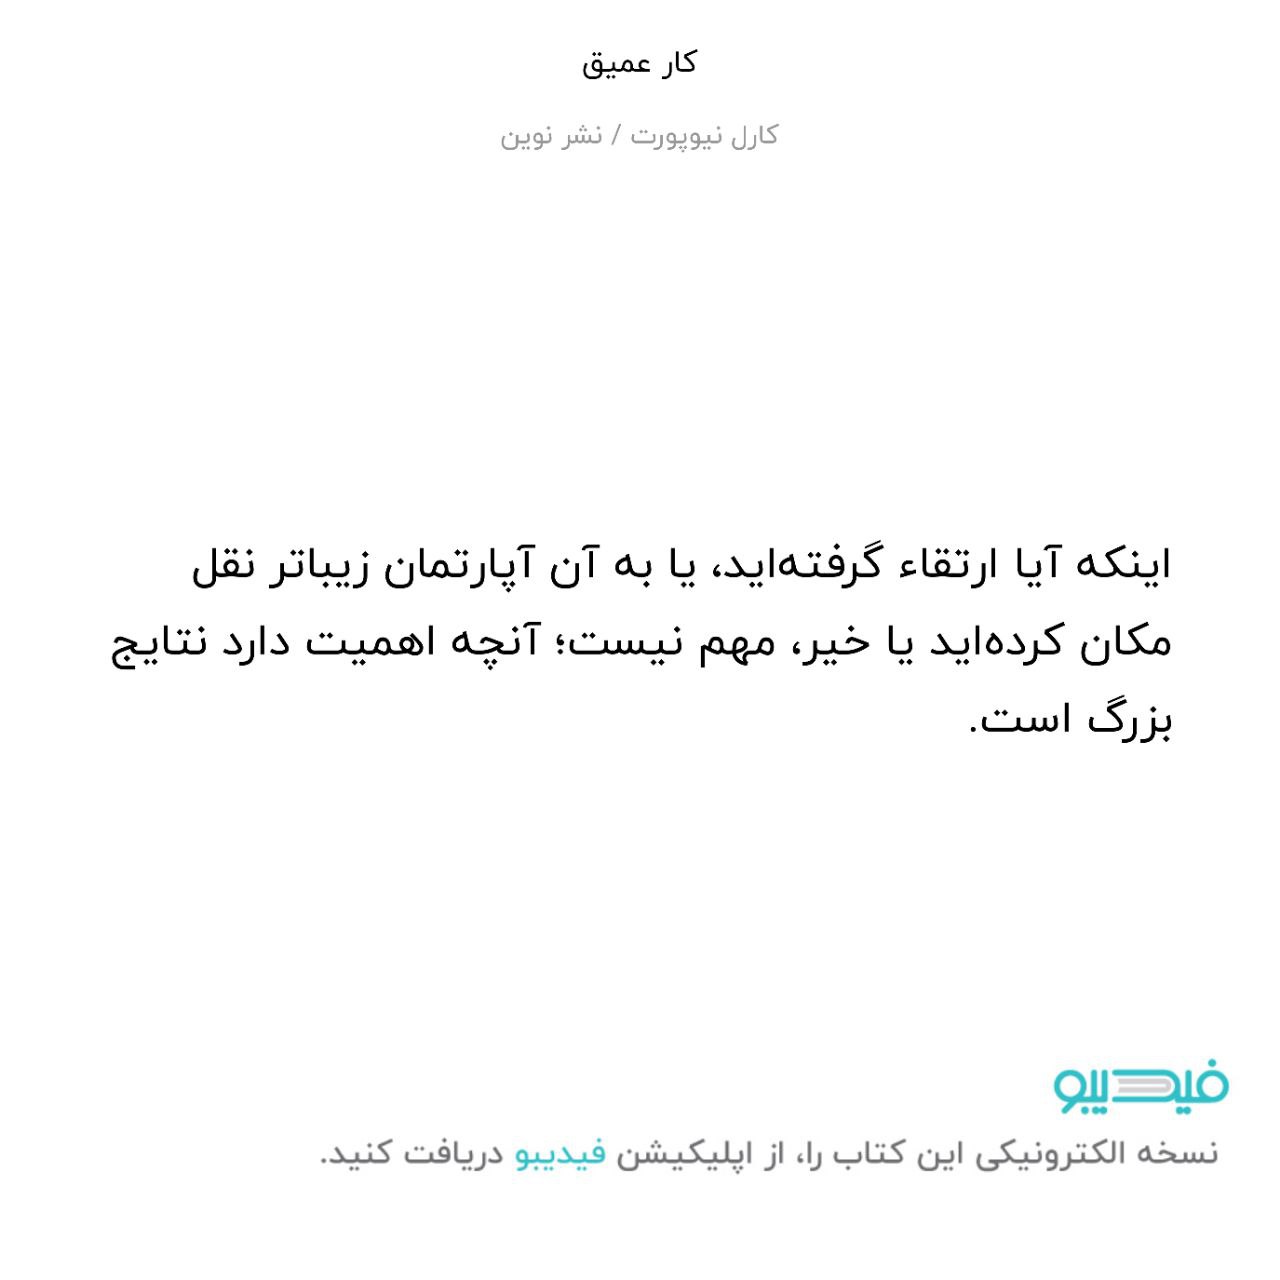 کار عمیق
کارل نیوپورت / نشر نوین
اینکه آیا ارتقاء گرفته‌اید، یا به آن آپارتمان زیباتر نقل
مکان کرده‌اید یا خیر، مهم نیست؛ آنچه اهمیت دارد نتایج
بزرگ است.
فیدیبو
نسخه الکترونیکی این کتاب را، از اپلیکیشن فیدیبو دریافت کنید.